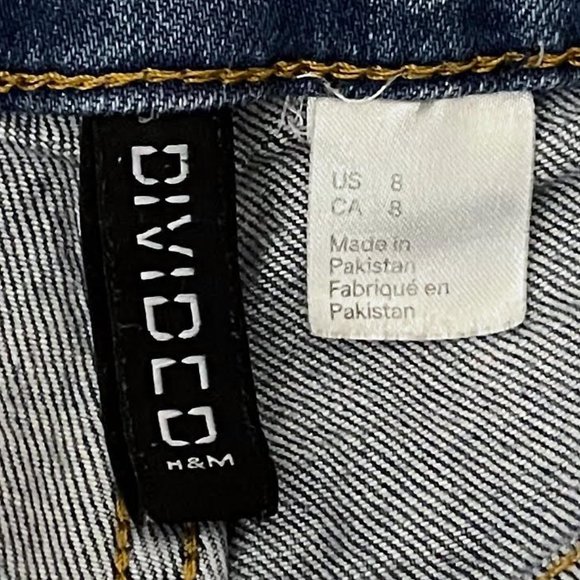 DIVIDED
H&M
US 8
CA 8
Made in
Pakistan
Fabriqué en
Pakistan